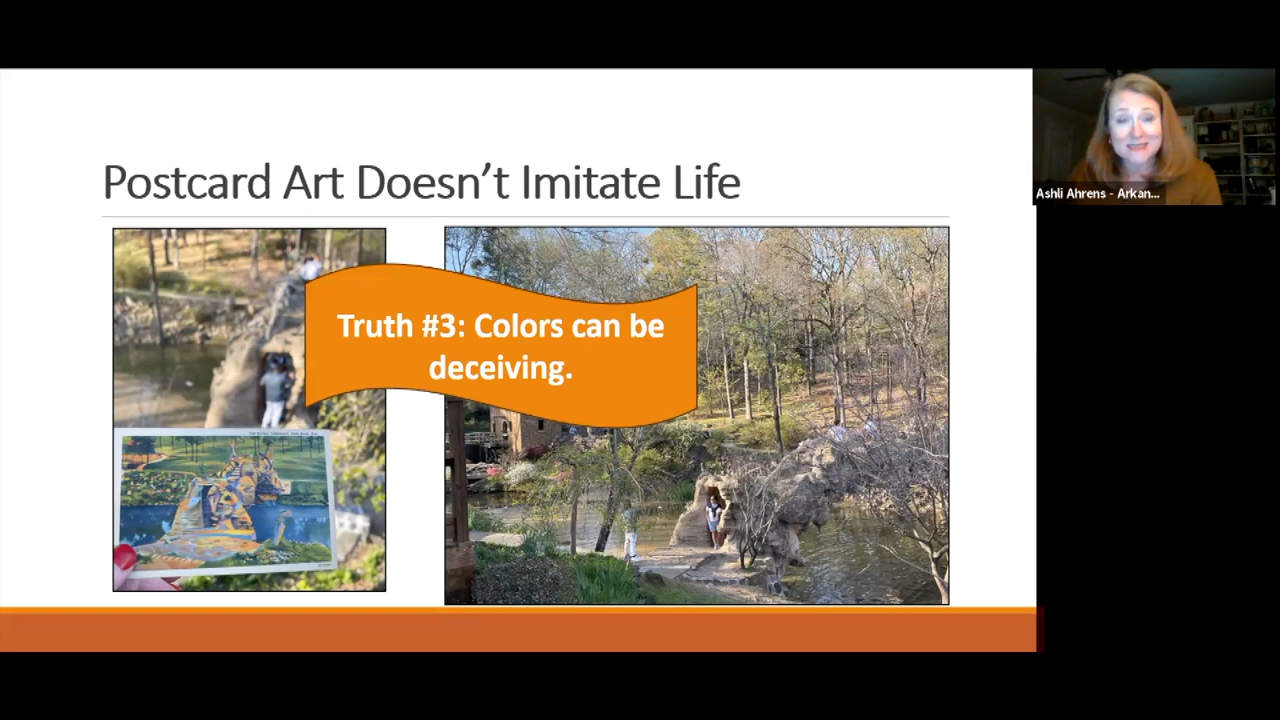 Postcard Art Doesn’t Imitate Life
Truth #3: Colors can be
deceiving.
Ashli Ahrens - Arkan...